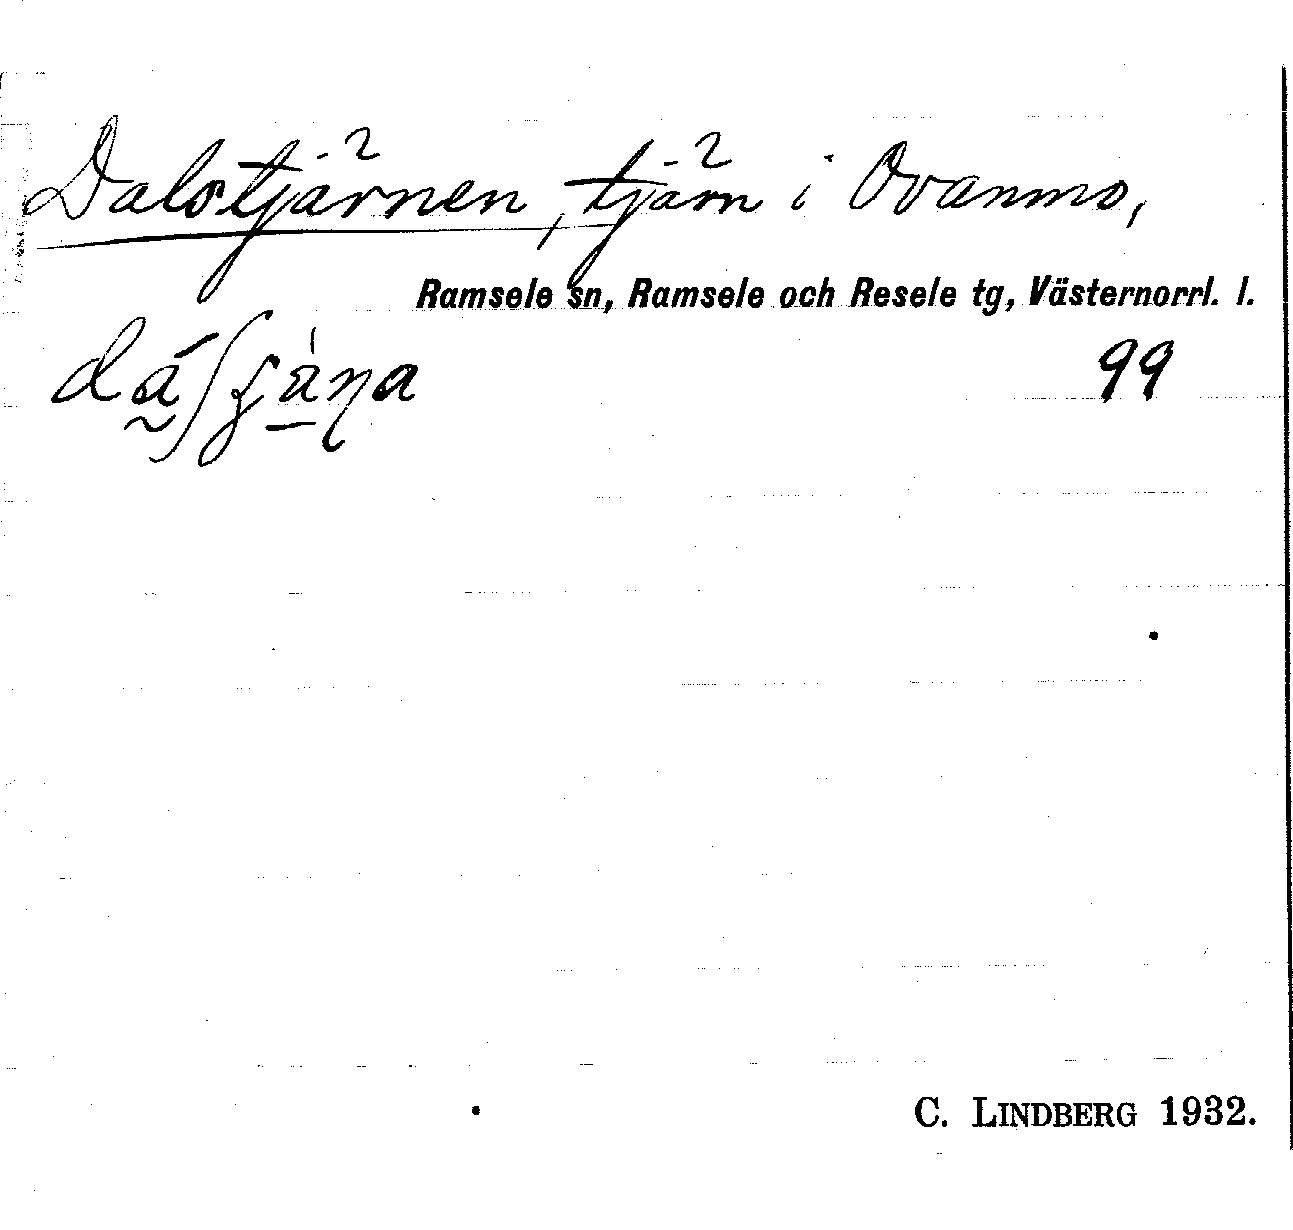 Dalstjärnen, tjärn i Ovanmo,
Ramsele sn, Ramsele och Resele tg, Västernorrl. l.
99
C. LINDBERG 1932.